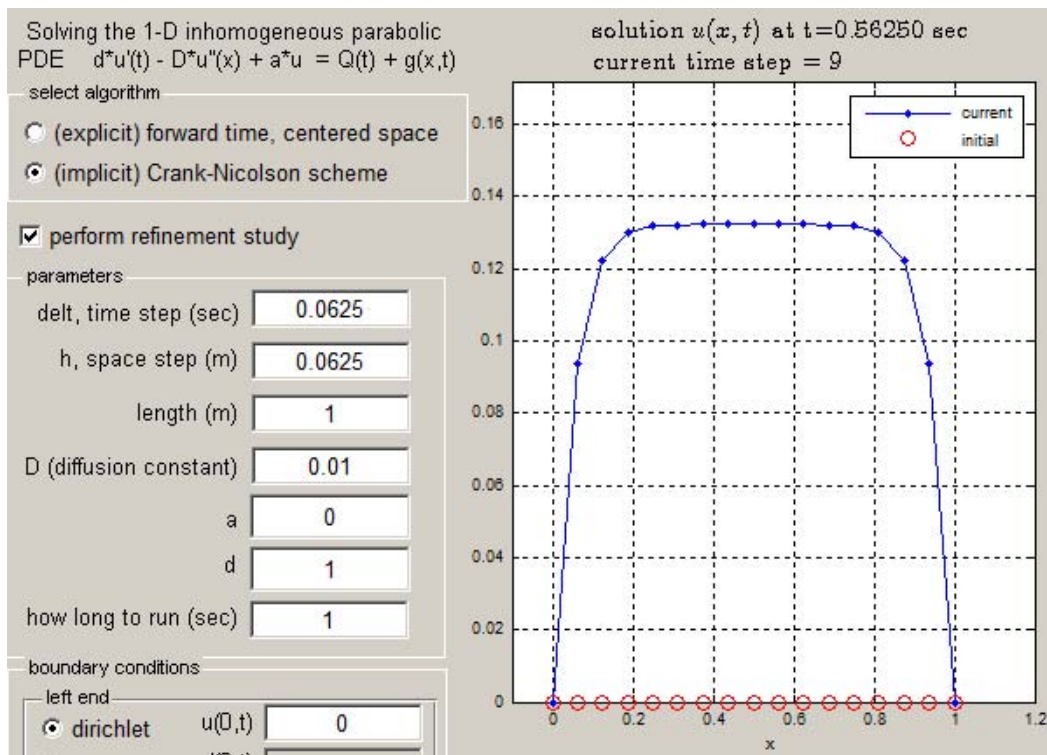 Solving the 1-D inhomogeneous parabolic
PDE d*u'(t) - D*u"(x) + a*u = Q(t) + g(x,t)
select algorithm
(explicit) forward time, centered space
(implicit) Crank-Nicolson scheme
perform refinement study
parameters
delt, time step (sec) 0.0625
h, space step (m) 0.0625
length (m) 1
D (diffusion constant) 0.01
a 0
d 1
how long to run (sec) 1
boundary conditions
left end
dirichlet u(0,t) 0
solution u(x, t) at t=0.56250 sec
current time step = 9
current
initial
0.16
0.14
0.12
0.1
0.08
0.06
0.04
0.02
0
0 0.2 0.4 0.6 0.8 1 1.2
x